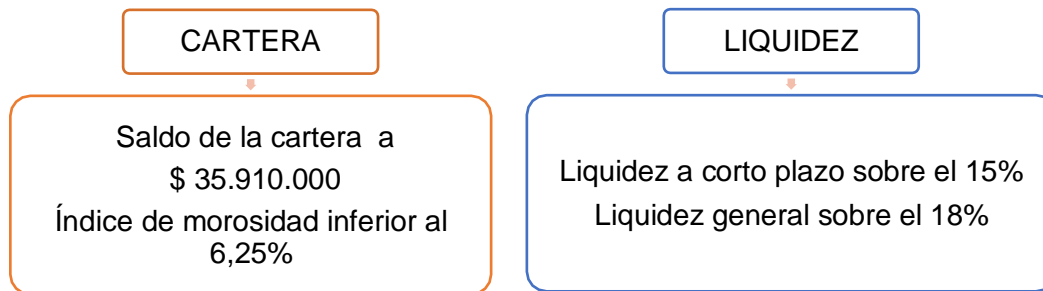 CARTERA
Saldo de la cartera a
$ 35.910.000
Índice de morosidad inferior al
6,25%
LIQUIDEZ
Liquidez a corto plazo sobre el 15%
Liquidez general sobre el 18%